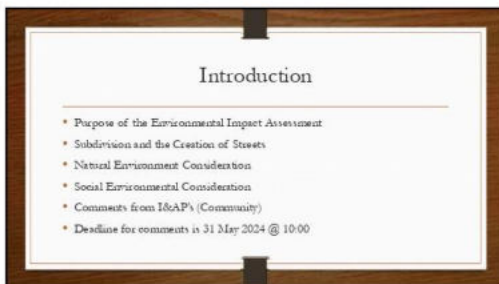 Introduction
• Purpose of the Environmental Impact Assessment
• Subdivision and the Creation of Streets
• Natural Environment Consideration
• Social Environmental Consideration
• Comments from I&AP's (Community)
• Deadline for comments is 31 May 2024 @ 10:00